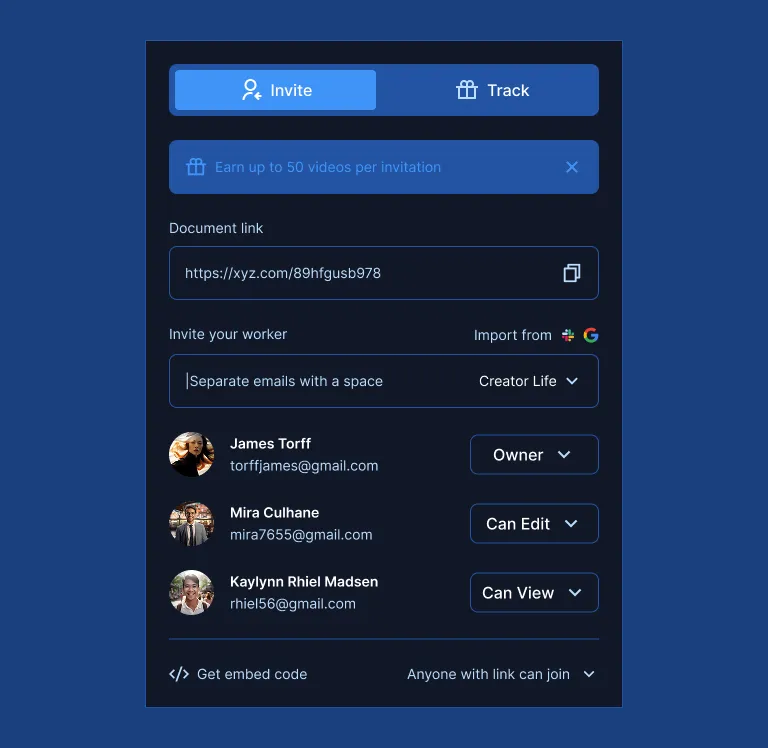 Invite
Track
Earn up to 50 videos per invitation
Document link
https://xyz.com/89hfgusb978
Invite your worker
Import from
Separate emails with a space
Creator Life
James Torff
torffjames@gmail.com
Owner
Mira Culhane
mira7655@gmail.com
Can Edit
Kaylynn Rhiel Madsen
rhiel56@gmail.com
Can View
Get embed code
Anyone with link can join